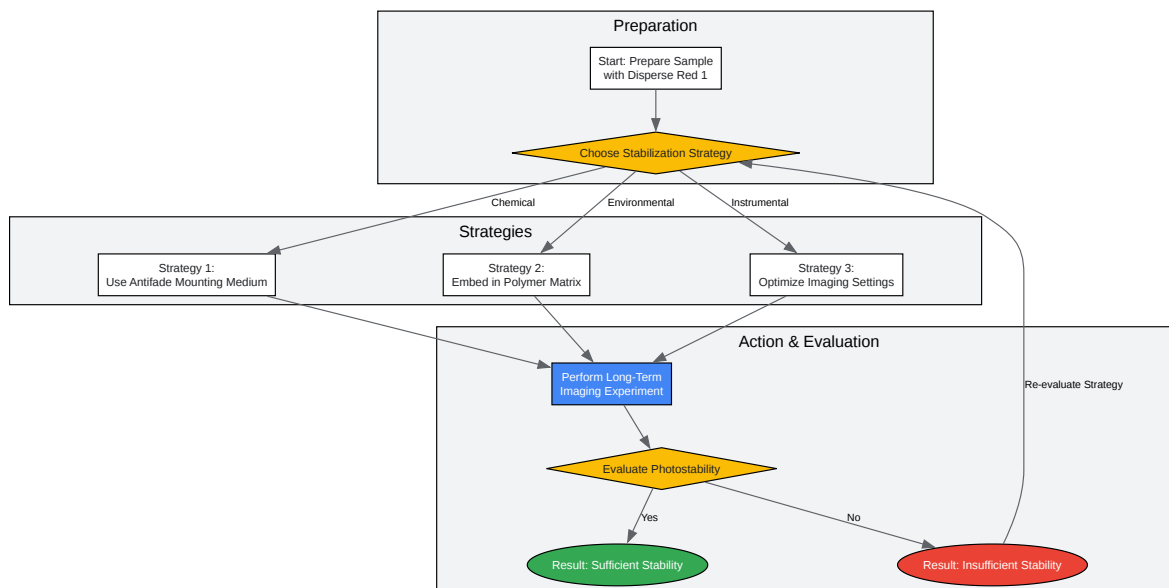 Preparation
Start: Prepare Sample
with Disperse Red 1
Choose Stabilization Strategy
Chemical
Environmental
Instrumental
Strategies
Strategy 1:
Use Antifade Mounting Medium
Strategy 2:
Embed in Polymer Matrix
Strategy 3:
Optimize Imaging Settings
Action & Evaluation
Perform Long-Term
Imaging Experiment
Re-evaluate Strategy
Evaluate Photostability
Yes
No
Result: Sufficient Stability
Result: Insufficient Stability